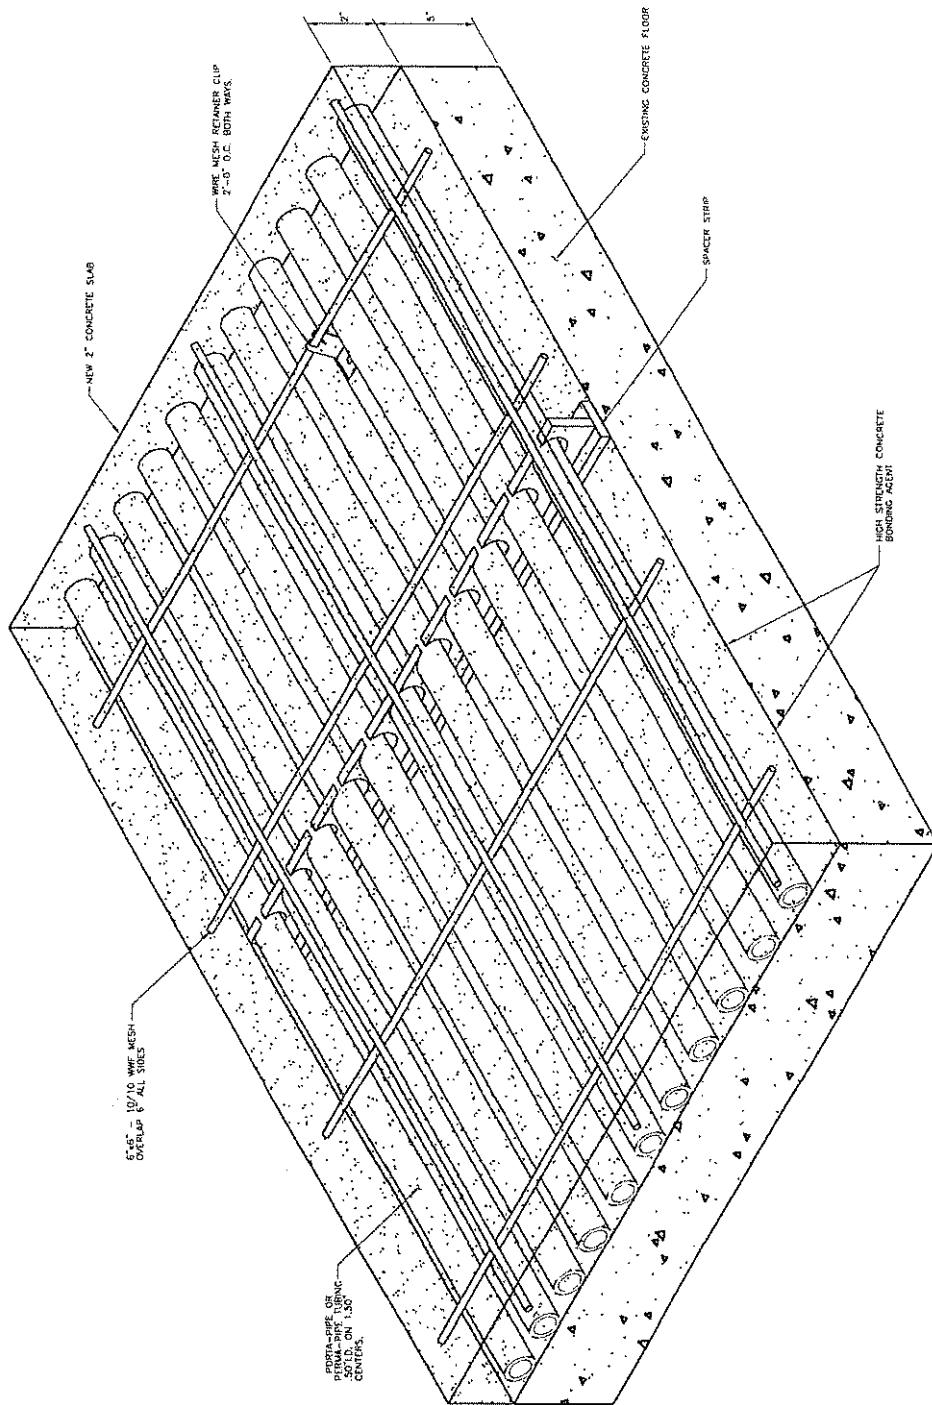 6"x6" - 10/10 WWF MESH
OVERLAP 6" ALL SIDES
NEW 2" CONCRETE SLAB
WIRE MESH RETAINER CLIP
2'-0" O.C. BOTH WAYS.
2"
5"
PORTA-PIPE OR
PERMA-PIPE TUBING
.50" I.D. ON 1.50"
CENTERS.
EXISTING CONCRETE FLOOR
SPACER STRIP
HIGH STRENGTH CONCRETE
BONDING AGENT